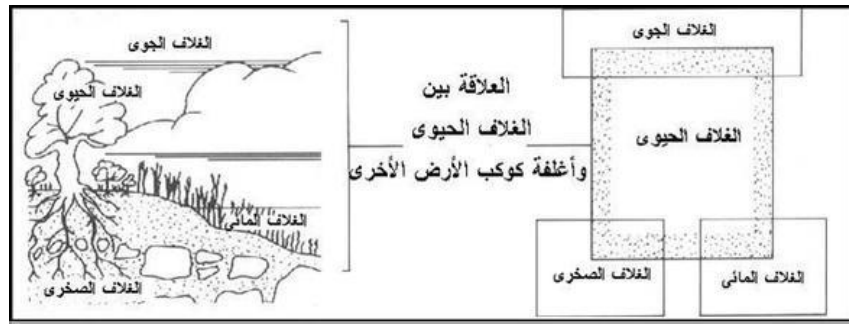 الغلاف الجوى
الغلاف الجوى
العلاقة بين
الغلاف الحيوى
الغلاف الحيوى
الغلاف الحيوى
وأغلفة كوكب الأرض الأخرى
الغلاف المائى
الغلاف المائى
الغلاف الصخرى
الغلاف الصخرى